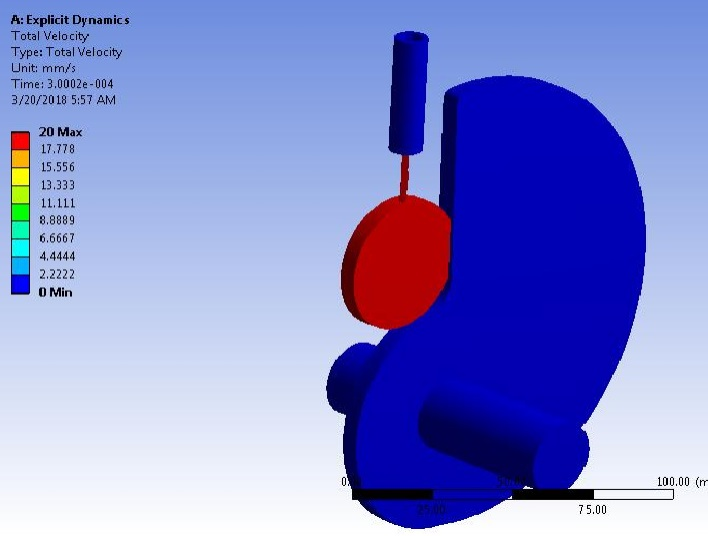 A: Explicit Dynamics
Total Velocity
Type: Total Velocity
Unit: mm/s
Time: 3.0002e-004
3/20/2018 5:57 AM
20 Max
17.778
15.556
13.333
11.111
8.8889
6.6667
4.4444
2.2222
0 Min
100.00 (m
25.00
75.00